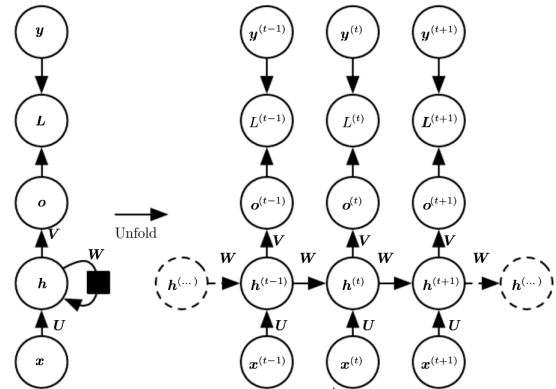 y y^(t−1) y^(t) y^(t+1)
L L^(t−1) L^(t) L^(t+1)
o o^(t−1) o^(t) o^(t+1)
V V V V
Unfold
W W W W W
h h^(...) h^(t−1) h^(t) h^(t+1) h^(...)
U U U U
x x^(t−1) x^(t) x^(t+1)